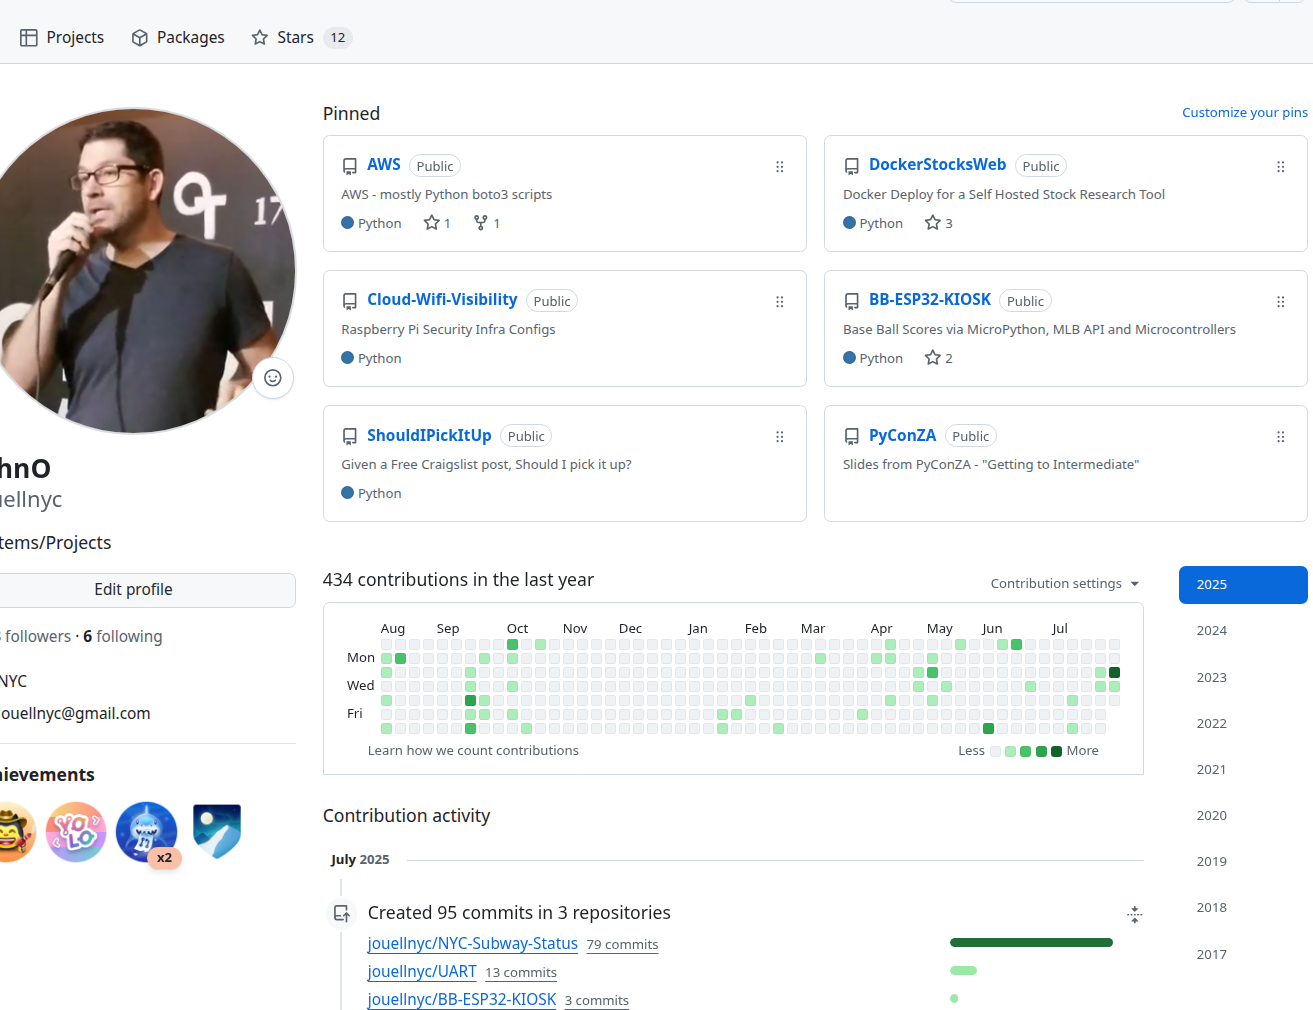 Projects
Packages
Stars 12
Pinned
Customize your pins
AWS Public
AWS - mostly Python boto3 scripts
Python 1 1
DockerStocksWeb Public
Docker Deploy for a Self Hosted Stock Research Tool
Python 3
Cloud-Wifi-Visibility Public
Raspberry Pi Security Infra Configs
Python
BB-ESP32-KIOSK Public
Base Ball Scores via MicroPython, MLB API and Microcontrollers
Python 2
ShouldIPickItUp Public
Given a Free Craigslist post, Should I pick it up?
Python
PyConZA Public
Slides from PyConZA - "Getting to Intermediate"
17
hnO
ellnyc
tems/Projects
Edit profile
followers · 6 following
NYC
ouellnyc@gmail.com
hievements
YOLO
x2
434 contributions in the last year
Contribution settings
Aug Sep Oct Nov Dec Jan Feb Mar Apr May Jun Jul
Mon
Wed
Fri
Learn how we count contributions
Less More
Contribution activity
July 2025
Created 95 commits in 3 repositories
jouellnyc/NYC-Subway-Status 79 commits
jouellnyc/UART 13 commits
jouellnyc/BB-ESP32-KIOSK 3 commits
2025
2024
2023
2022
2021
2020
2019
2018
2017